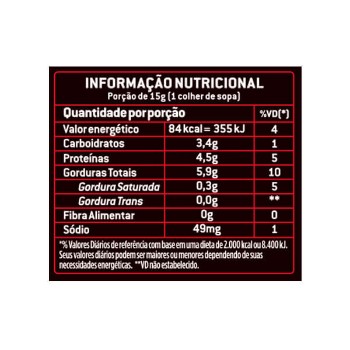 INFORMAÇÃO NUTRICIONAL
Porção de 15g (1 colher de sopa)
Quantidade por porção %VD(*)
Valor energético 84 kcal = 355 kJ 4
Carboidratos 3,4g 1
Proteínas 4,5g 5
Gorduras Totais 5,9g 10
Gordura Saturada 0,3g 5
Gordura Trans 0,0g **
Fibra Alimentar 0g 0
Sódio 49mg 1
*% Valores Diários de referência com base em uma dieta de 2.000 kcal ou 8.400 kJ.
Seus valores diários podem ser maiores ou menores dependendo de suas
necessidades energéticas. **VD não estabelecido.